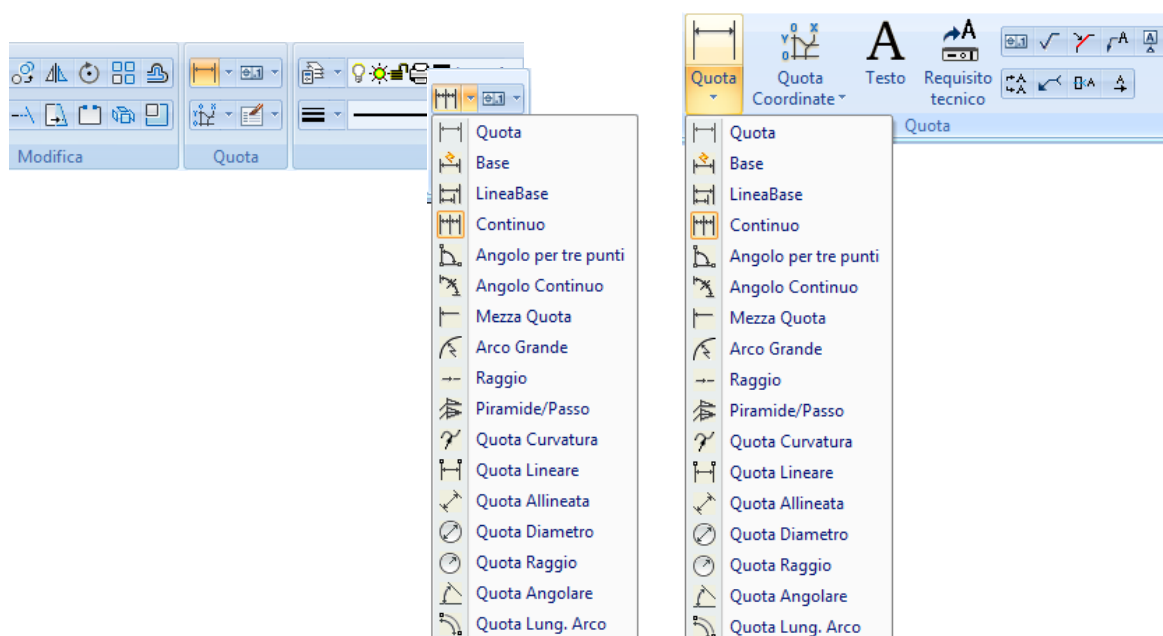 Modifica
Quota
Quota
Base
LineaBase
Continuo
Angolo per tre punti
Angolo Continuo
Mezza Quota
Arco Grande
Raggio
Piramide/Passo
Quota Curvatura
Quota Lineare
Quota Allineata
Quota Diametro
Quota Raggio
Quota Angolare
Quota Lung. Arco
Quota
Quota
Coordinate
Testo
Requisito
tecnico
Quota
Quota
Base
LineaBase
Continuo
Angolo per tre punti
Angolo Continuo
Mezza Quota
Arco Grande
Raggio
Piramide/Passo
Quota Curvatura
Quota Lineare
Quota Allineata
Quota Diametro
Quota Raggio
Quota Angolare
Quota Lung. Arco